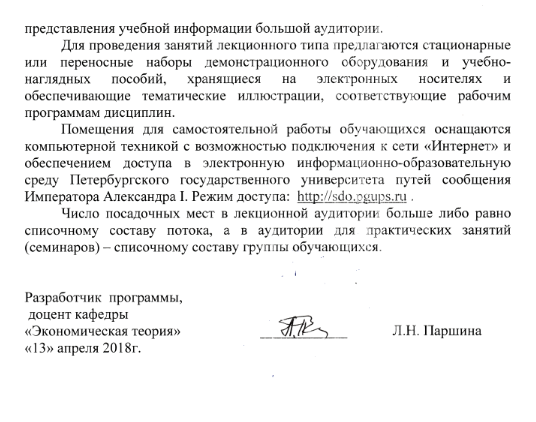 представления учебной информации большой аудитории.
Для проведения занятий лекционного типа предлагаются стационарные
или переносные наборы демонстрационного оборудования и учебно-
наглядных пособий, хранящиеся на электронных носителях и
обеспечивающие тематические иллюстрации, соответствующие рабочим
программам дисциплин.
Помещения для самостоятельной работы обучающихся оснащаются
компьютерной техникой с возможностью подключения к сети «Интернет» и
обеспечением доступа в электронную информационно-образовательную
среду Петербургского государственного университета путей сообщения
Императора Александра I. Режим доступа: http://sdo.pgups.ru .
Число посадочных мест в лекционной аудитории больше либо равно
списочному составу потока, а в аудитории для практических занятий
(семинаров) – списочному составу группы обучающихся.
Разработчик программы,
доцент кафедры
«Экономическая теория» Л.Н. Паршина
«13» апреля 2018г.